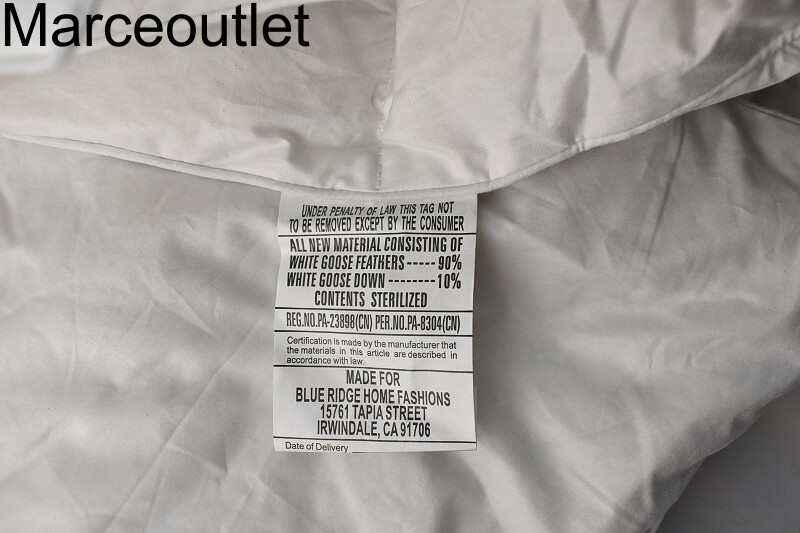 Marceoutlet
UNDER PENALTY OF LAW THIS TAG NOT
TO BE REMOVED EXCEPT BY THE CONSUMER
ALL NEW MATERIAL CONSISTING OF
WHITE GOOSE FEATHERS ----- 90%
WHITE GOOSE DOWN -------- 10%
CONTENTS STERILIZED
REG.NO.PA-23898(CN) PER.NO.PA-8304(CN)
Certification is made by the manufacturer that
the materials in this article are described in
accordance with law.
MADE FOR
BLUE RIDGE HOME FASHIONS
15761 TAPIA STREET
IRWINDALE, CA 91706
Date of Delivery